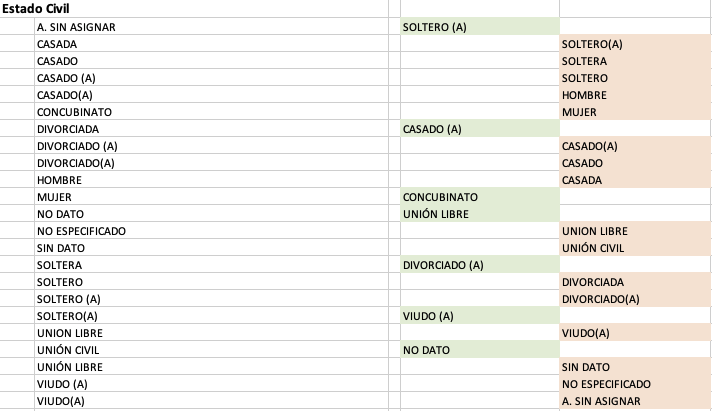 Estado Civil
A. SIN ASIGNAR SOLTERO (A)
CASADA SOLTERO(A)
CASADO SOLTERA
CASADO (A) SOLTERO
CASADO(A) HOMBRE
CONCUBINATO MUJER
DIVORCIADA CASADO (A)
DIVORCIADO (A) CASADO(A)
DIVORCIADO(A) CASADO
HOMBRE CASADA
MUJER CONCUBINATO
NO DATO UNIÓN LIBRE
NO ESPECIFICADO UNION LIBRE
SIN DATO UNIÓN CIVIL
SOLTERA DIVORCIADO (A)
SOLTERO DIVORCIADA
SOLTERO (A) DIVORCIADO(A)
SOLTERO(A) VIUDO (A)
UNION LIBRE VIUDO(A)
UNIÓN CIVIL NO DATO
UNIÓN LIBRE SIN DATO
VIUDO (A) NO ESPECIFICADO
VIUDO(A) A. SIN ASIGNAR